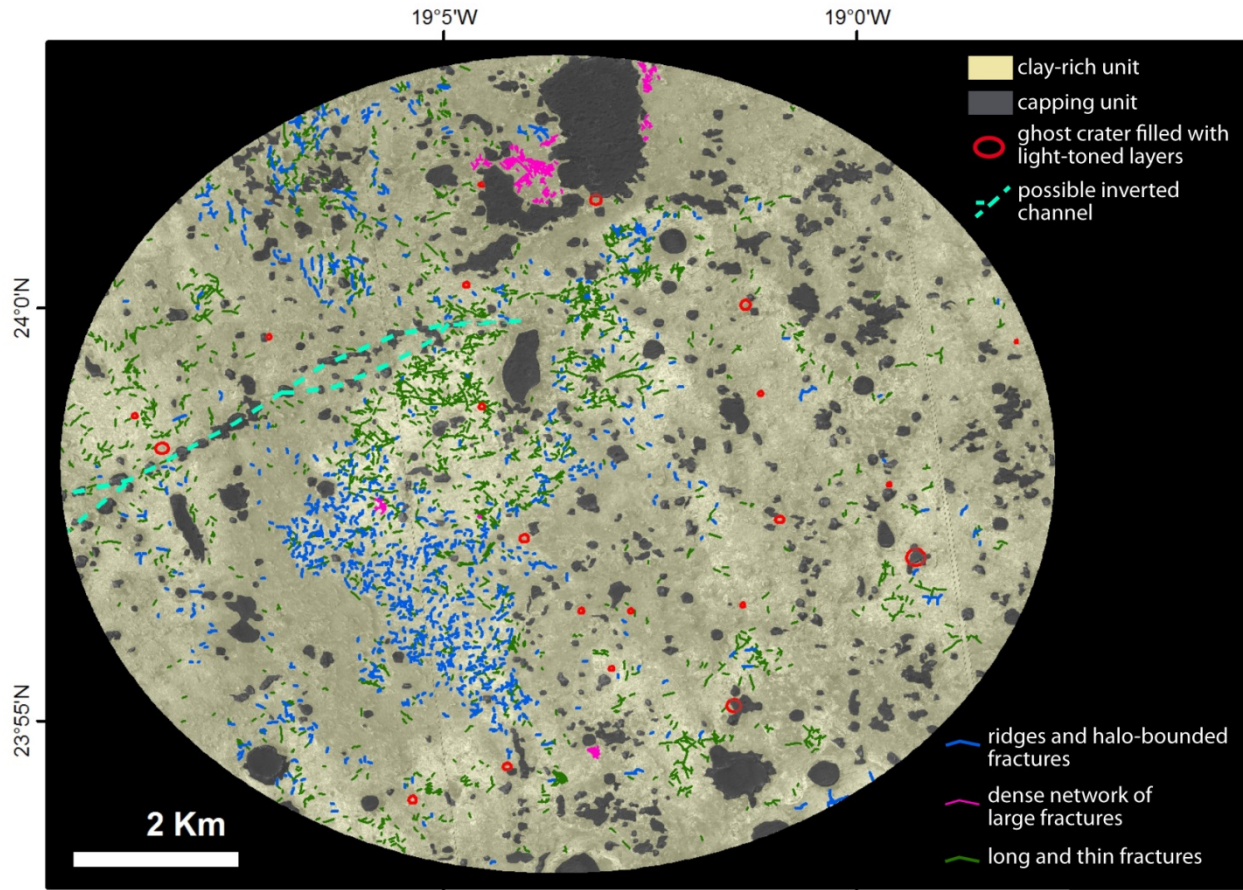 19°5'W
19°0'W
clay-rich unit
capping unit
ghost crater filled with
light-toned layers
possible inverted
channel
24°0'N
23°55'N
ridges and halo-bounded
fractures
dense network of
large fractures
long and thin fractures
2 Km